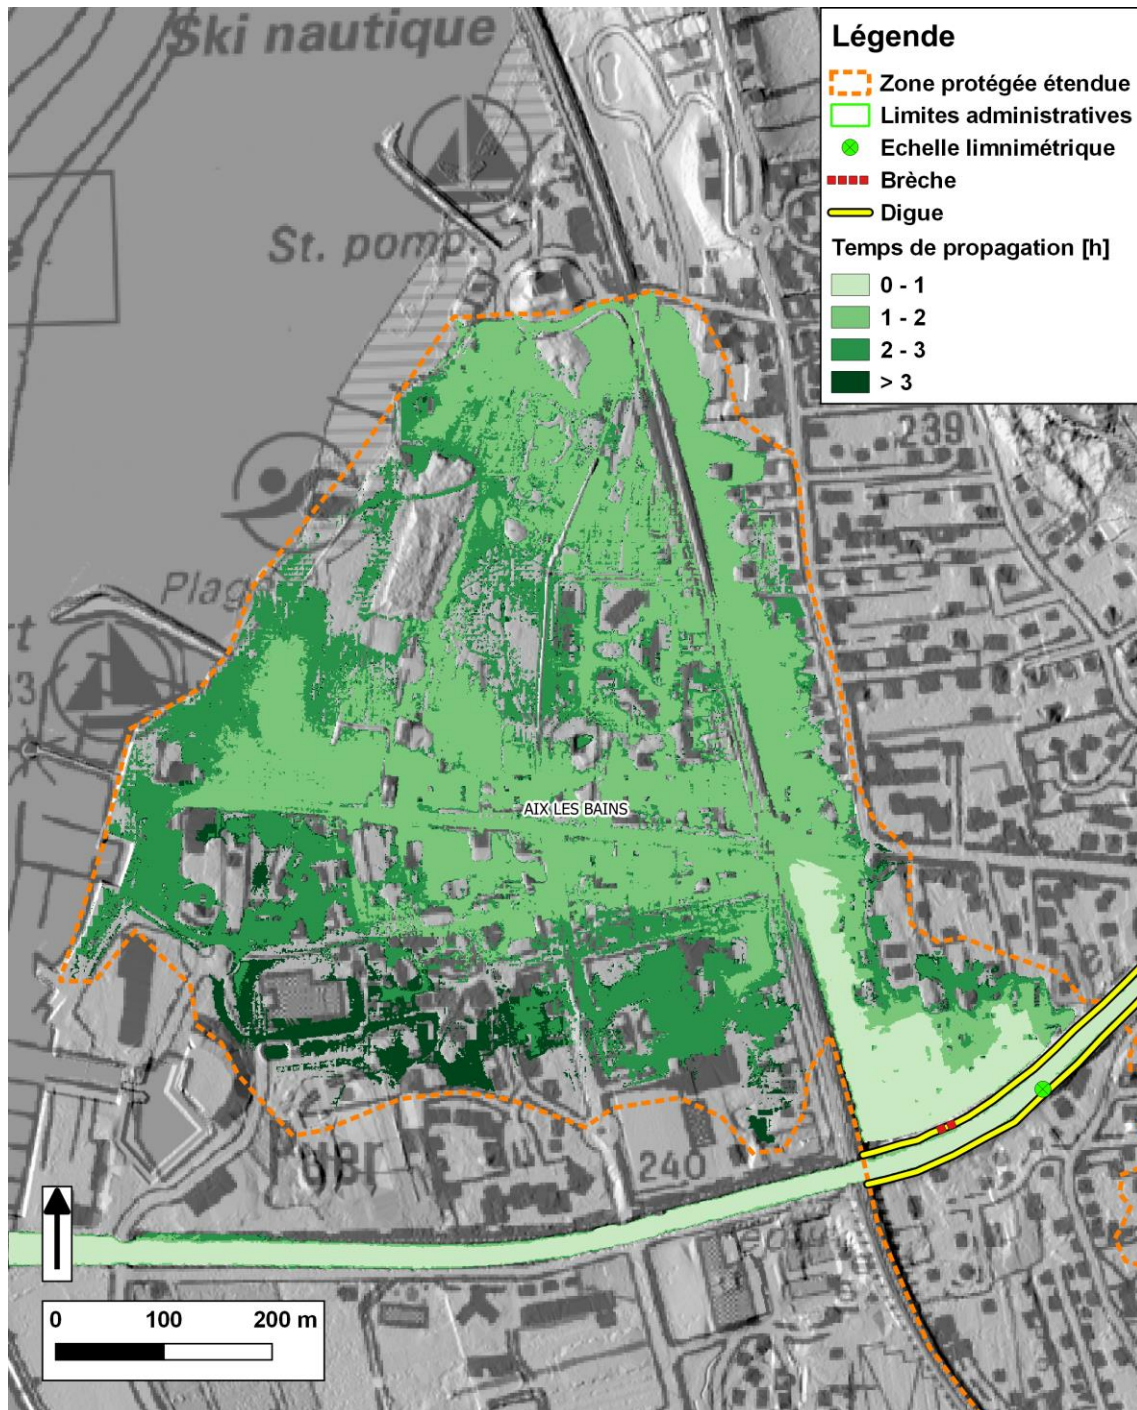 Ski nautique
Légende
Zone protégée étendue
Limites administratives
Echelle limnimétrique
Brèche
Digue
Temps de propagation [h]
0 - 1
1 - 2
2 - 3
> 3
St. pomp.
239
Plag
AIX LES BAINS
240
0 100 200 m